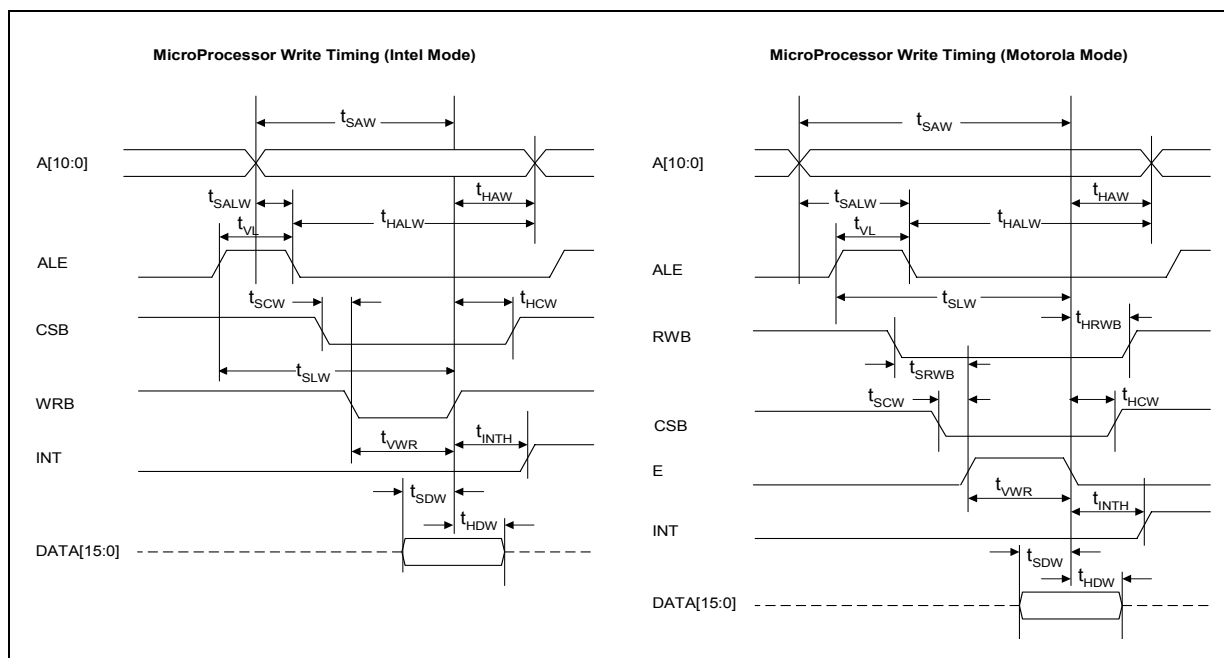 MicroProcessor Write Timing (Intel Mode)
tSAW
A[10:0]
tSALW
tHAW
tHALW
tVL
ALE
tSCW
tHCW
CSB
tSLW
WRB
tVWR
tINTH
INT
tSDW
tHDW
DATA[15:0]
MicroProcessor Write Timing (Motorola Mode)
tSAW
A[10:0]
tSALW
tHAW
tHALW
tVL
ALE
tSLW
tHRWB
RWB
tSRWB
tSCW
tHCW
CSB
E
tVWR
tINTH
INT
tSDW
tHDW
DATA[15:0]